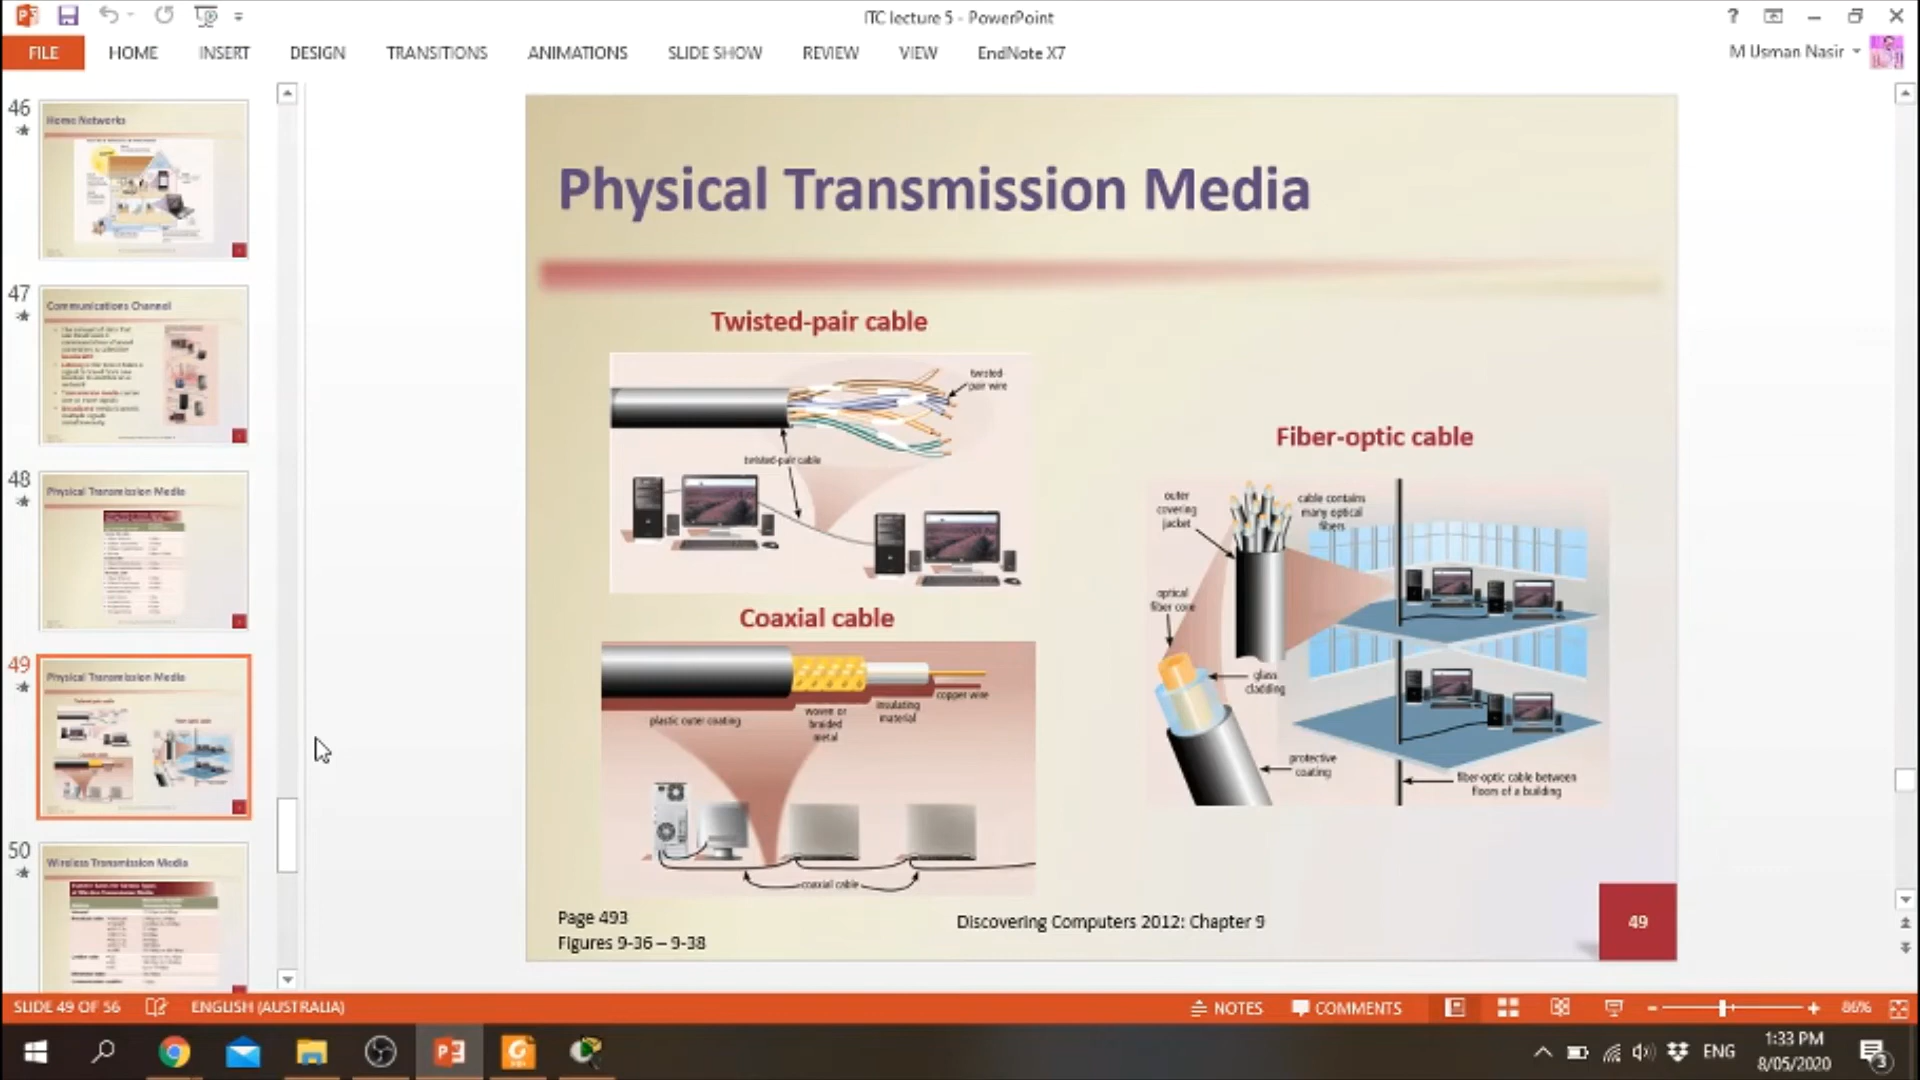 ITC lecture 5 - PowerPoint
?
FILE
HOME
INSERT
DESIGN
TRANSITIONS
ANIMATIONS
SLIDE SHOW
REVIEW
VIEW
EndNote X7
M Usman Nasir
46
Home Networks
47
Communications Channel
48
Physical Transmission Media
49
Physical Transmission Media
50
Wireless Transmission Media
Physical Transmission Media
Twisted-pair cable
twisted-
pair wire
twisted-pair cable
Coaxial cable
plastic outer coating
woven or
braided
metal
insulating
material
copper wire
coaxial cable
Fiber-optic cable
outer
covering
jacket
cable contains
many optical
fibers
optical
fiber core
glass
cladding
protective
coating
fiber-optic cable between
floors of a building
Page 493
Figures 9-36 – 9-38
Discovering Computers 2012: Chapter 9
49
SLIDE 49 OF 56
ENGLISH (AUSTRALIA)
NOTES
COMMENTS
86%
ENG
1:33 PM
8/05/2020
3